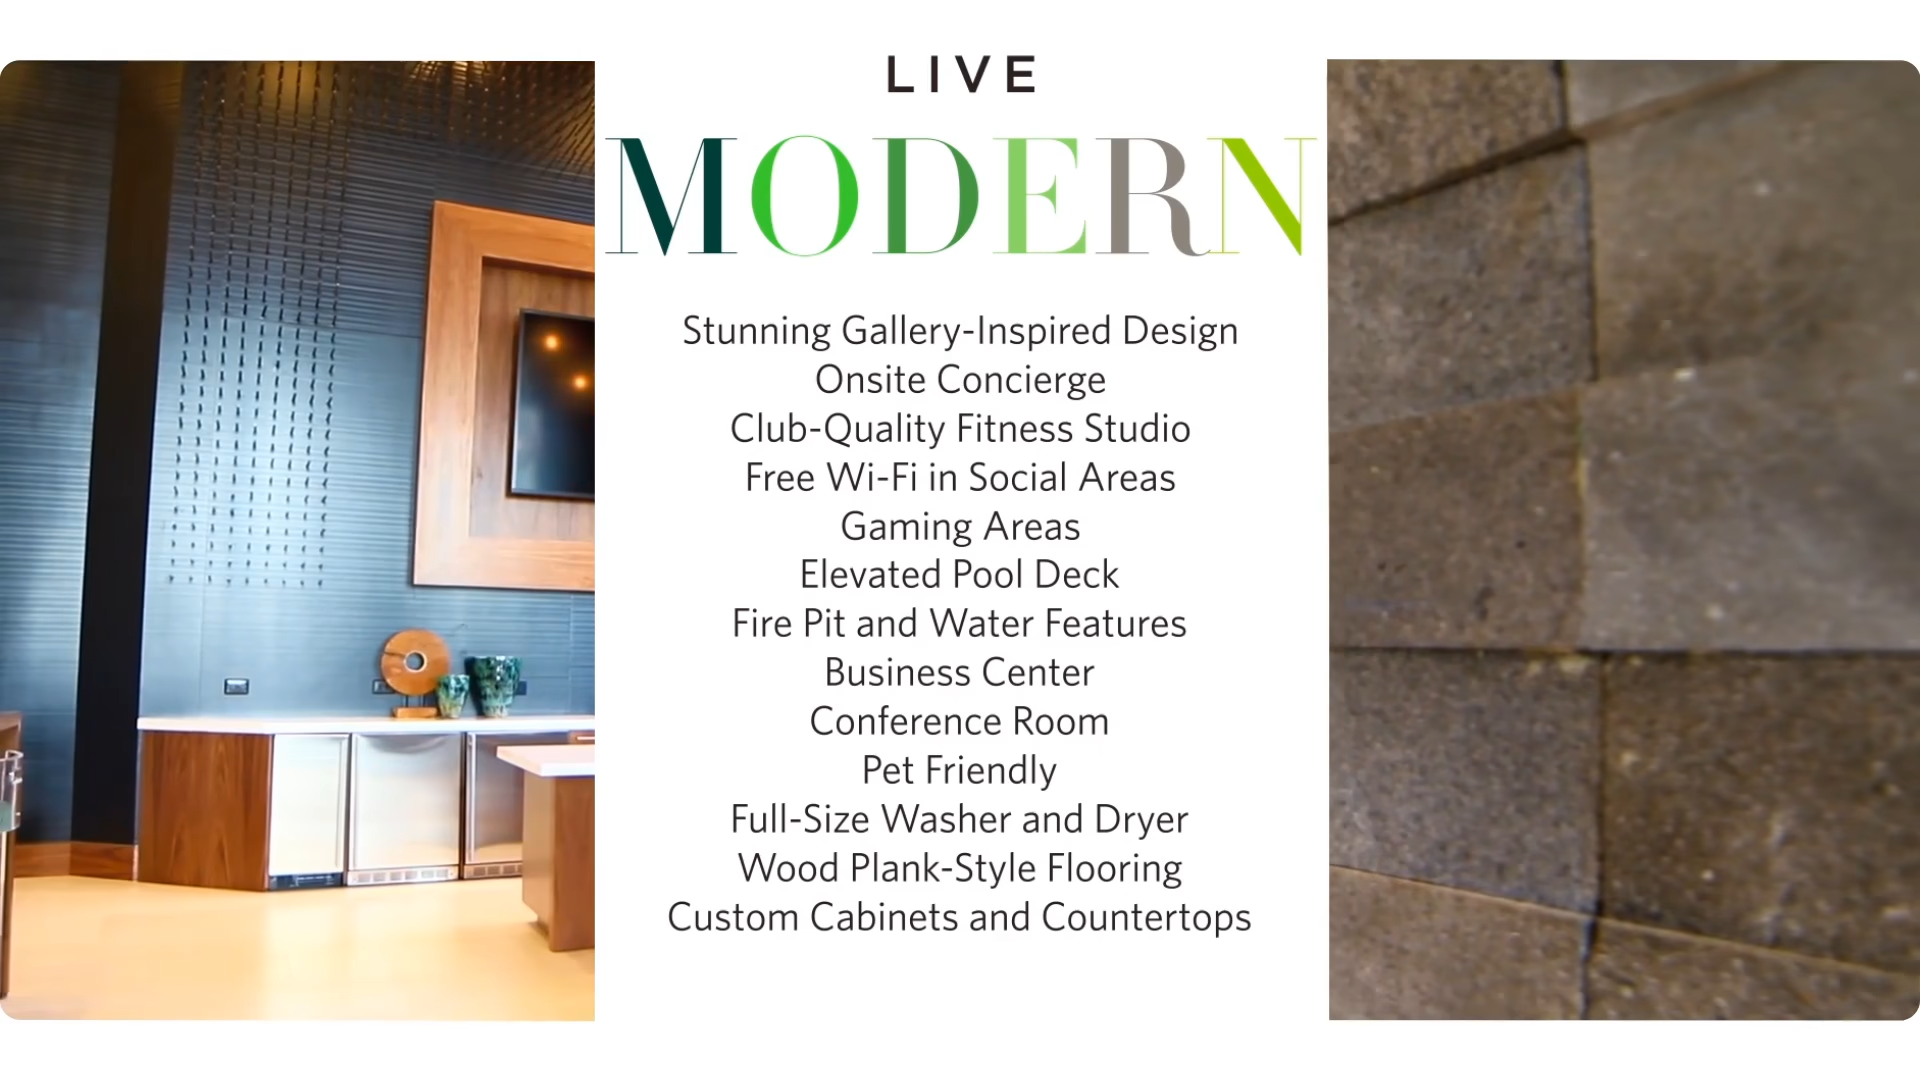 LIVE
MODERN
Stunning Gallery-Inspired Design
Onsite Concierge
Club-Quality Fitness Studio
Free Wi-Fi in Social Areas
Gaming Areas
Elevated Pool Deck
Fire Pit and Water Features
Business Center
Conference Room
Pet Friendly
Full-Size Washer and Dryer
Wood Plank-Style Flooring
Custom Cabinets and Countertops